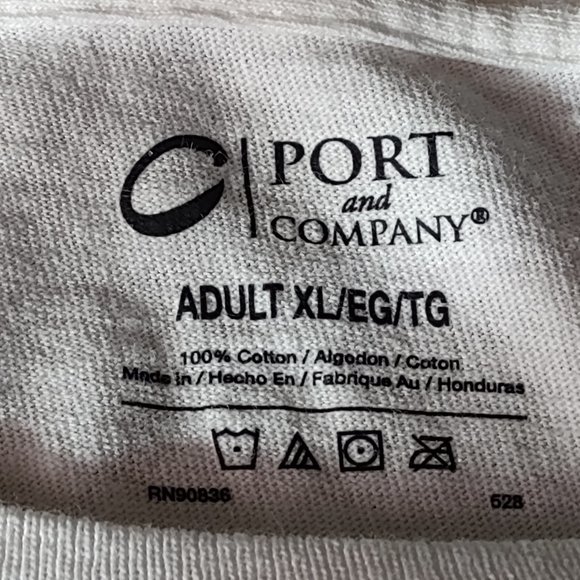 PORT
and
COMPANY®
ADULT XL/EG/TG
100% Cotton / Algodon / Coton
Made In / Hecho En / Fabrique Au / Honduras
RN90836 528